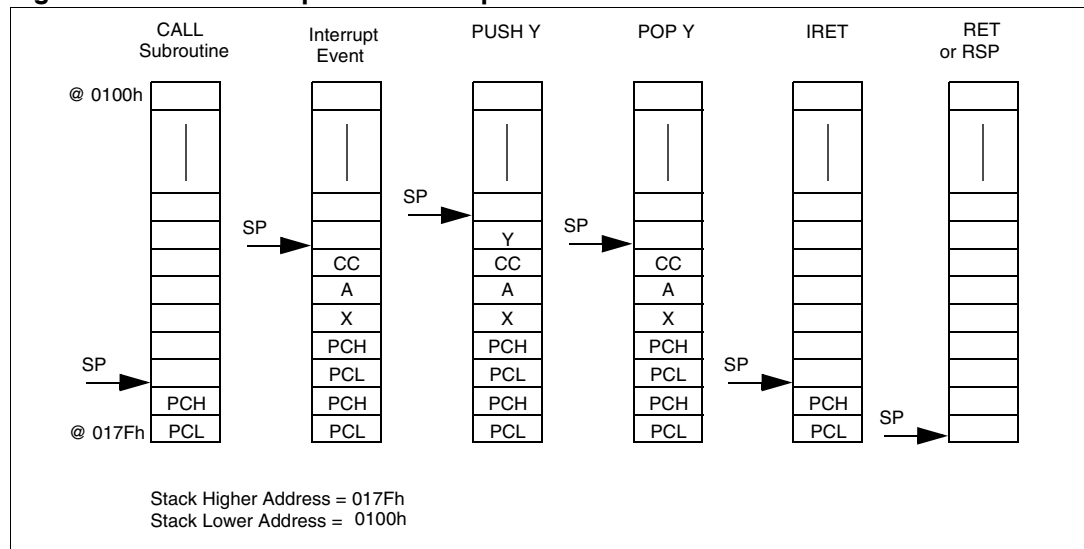 CALL
Subroutine
Interrupt
Event
PUSH Y
POP Y
IRET
RET
or RSP
@ 0100h
SP
SP
SP
SP
SP
SP
Y
CC
CC
CC
A
A
A
X
X
X
PCH
PCH
PCH
PCL
PCL
PCL
PCH
PCH
PCH
PCH
PCH
@ 017Fh
PCL
PCL
PCL
PCL
PCL
Stack Higher Address = 017Fh
Stack Lower Address = 0100h